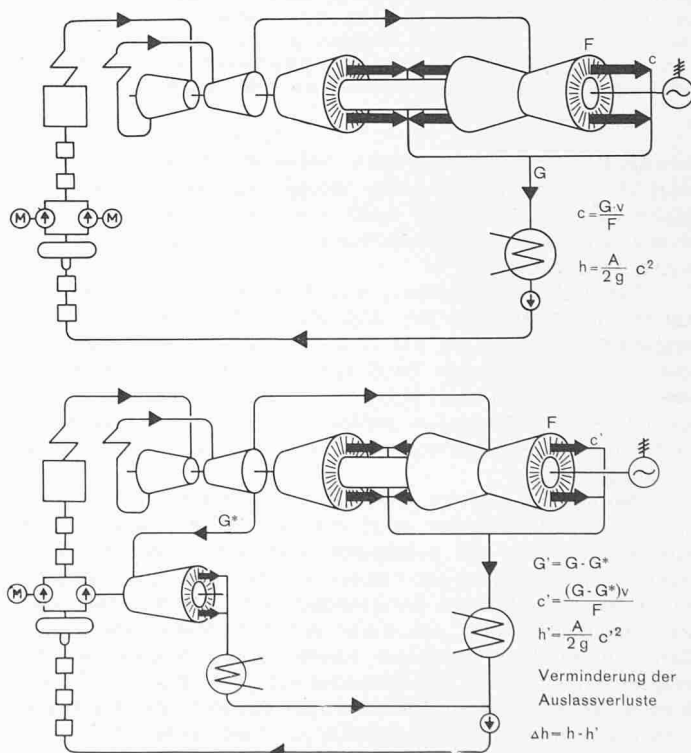 F
c
M
M
G
c = G·v / F
h = A / 2g c²
F
c'
G*
M
G' = G - G*
c' = (G - G*)v / F
h' = A / 2g c'²
Verminderung der
Auslassverluste
Δh = h - h'